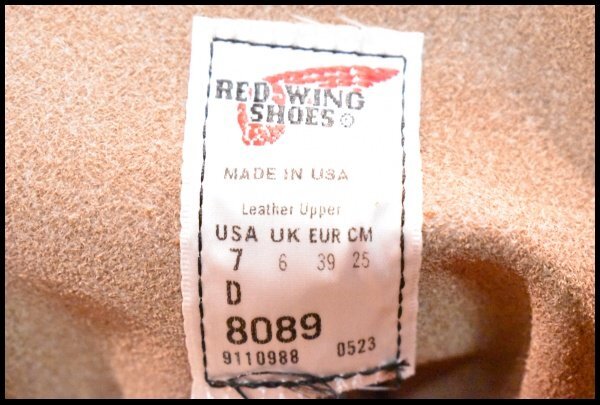 RED WING
SHOES®
MADE IN USA
Leather Upper
USA UK EUR CM
7 6 39 25
D
8089
9110988 0523